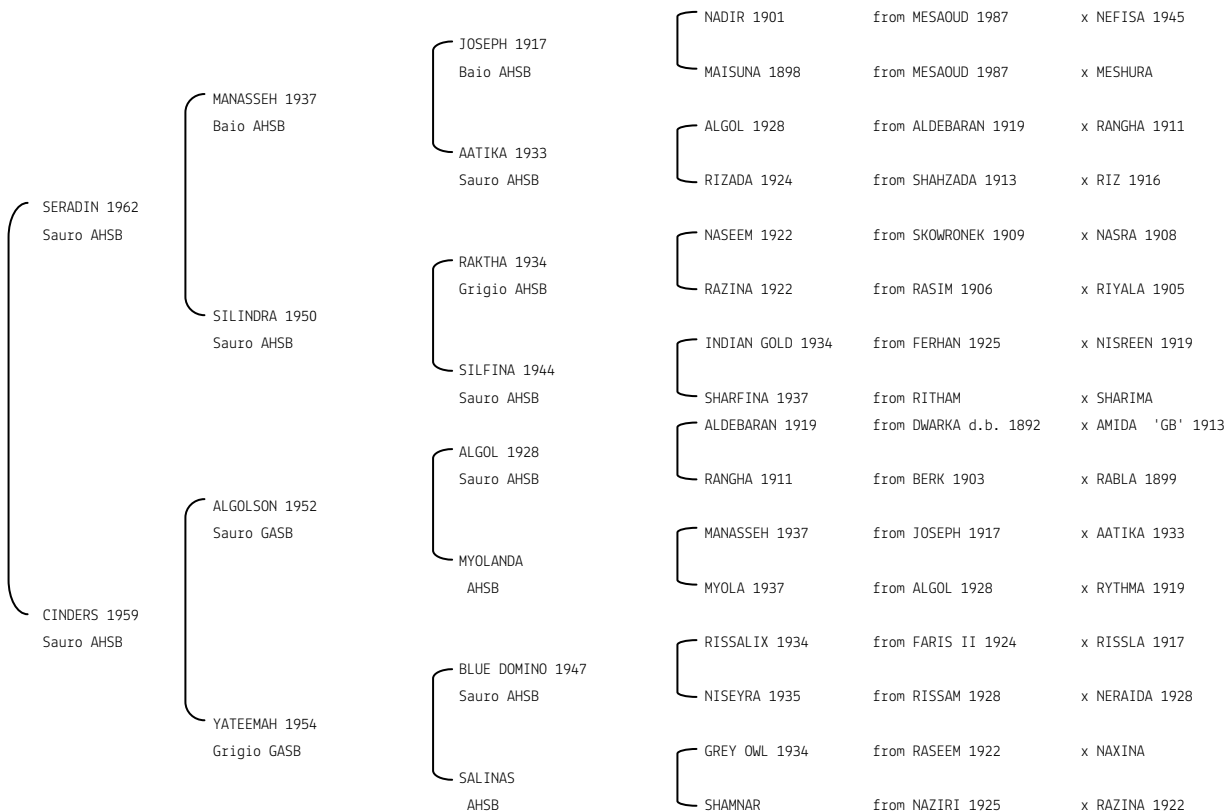 NADIR 1901 from MESAOUD 1987 x NEFISA 1945
JOSEPH 1917
Baio AHSB MAISUNA 1898 from MESAOUD 1987 x MESHURA
MANASSEH 1937
Baio AHSB ALGOL 1928 from ALDEBARAN 1919 x RANGHA 1911
AATIKA 1933
Sauro AHSB RIZADA 1924 from SHAHZADA 1913 x RIZ 1916
SERADIN 1962
Sauro AHSB NASEEM 1922 from SKOWRONEK 1909 x NASRA 1908
RAKTHA 1934
Grigio AHSB RAZINA 1922 from RASIM 1906 x RIYALA 1905
SILINDRA 1950
Sauro AHSB INDIAN GOLD 1934 from FERHAN 1925 x NISREEN 1919
SILFINA 1944
Sauro AHSB SHARFINA 1937 from RITHAM x SHARIMA
ALDEBARAN 1919 from DWARKA d.b. 1892 x AMIDA 'GB' 1913
ALGOL 1928
Sauro AHSB RANGHA 1911 from BERK 1903 x RABLA 1899
ALGOLSON 1952
Sauro GASB MANASSEH 1937 from JOSEPH 1917 x AATIKA 1933
MYOLANDA
AHSB MYOLA 1937 from ALGOL 1928 x RYTHMA 1919
CINDERS 1959
Sauro AHSB RISSALIX 1934 from FARIS II 1924 x RISSLA 1917
BLUE DOMINO 1947
Sauro AHSB NISEYRA 1935 from RISSAM 1928 x NERAIDA 1928
YATEEMAH 1954
Grigio GASB GREY OWL 1934 from RASEEM 1922 x NAXINA
SALINAS
AHSB SHAMNAR from NAZIRI 1925 x RAZINA 1922